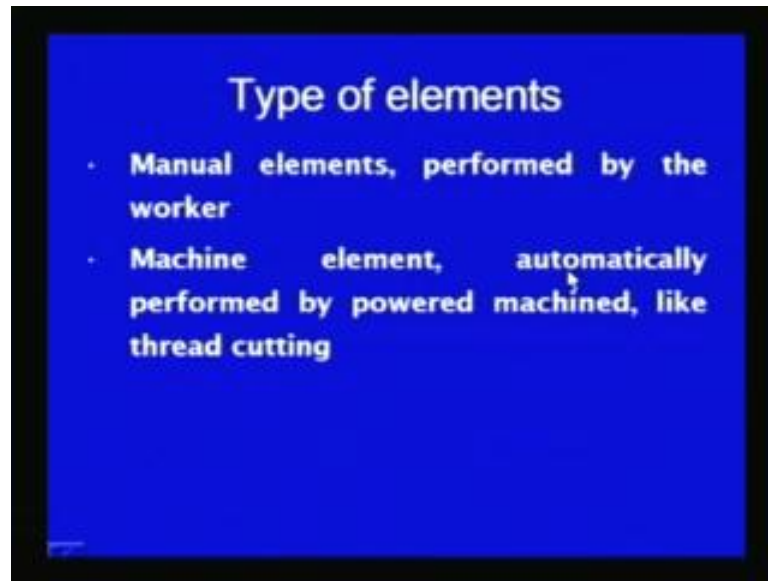 Type of elements
· Manual elements, performed by the
worker
· Machine element, automatically
performed by powered machined, like
thread cutting